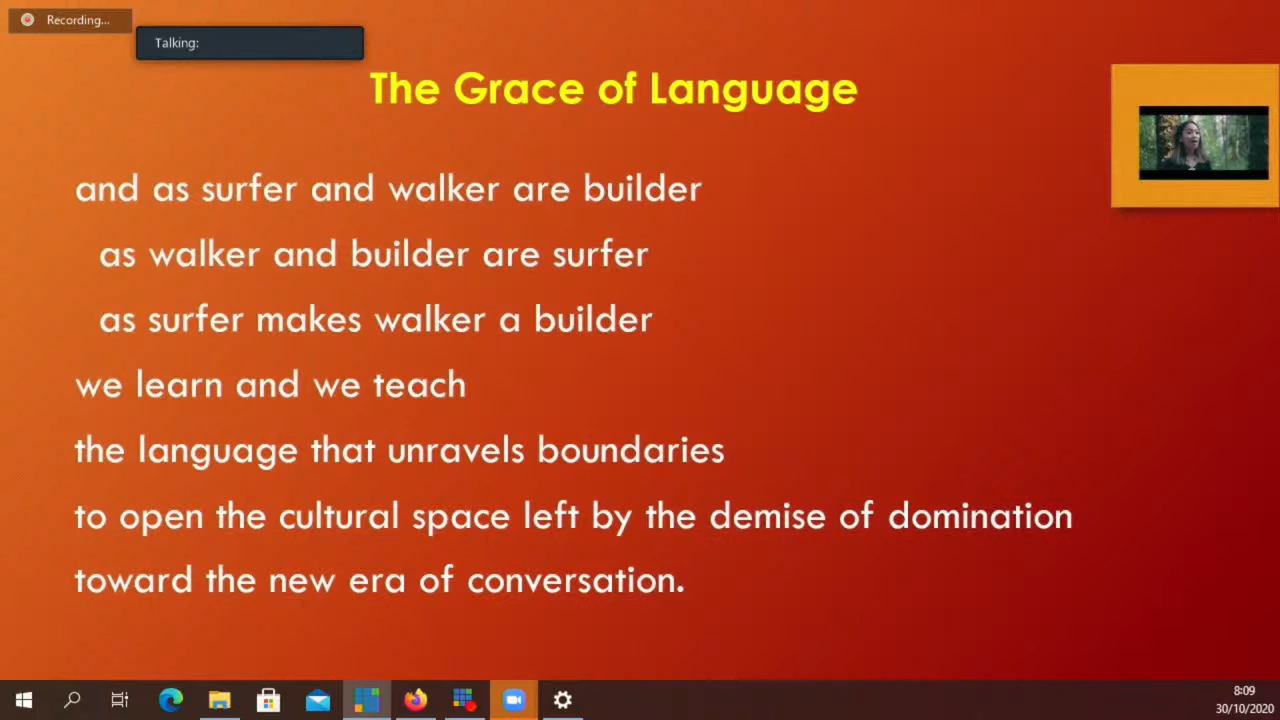 Recording...
Talking:
The Grace of Language
and as surfer and walker are builder
as walker and builder are surfer
as surfer makes walker a builder
we learn and we teach
the language that unravels boundaries
to open the cultural space left by the demise of domination
toward the new era of conversation.
8:09
30/10/2020